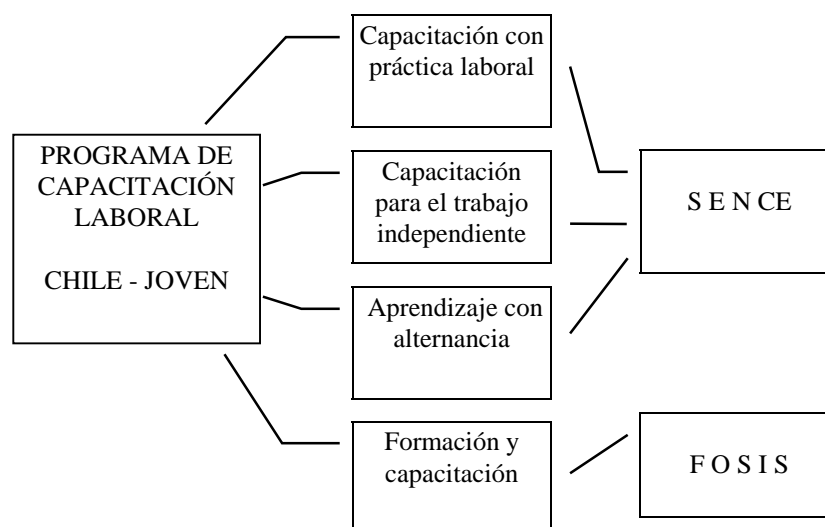 Capacitación con
práctica laboral
PROGRAMA DE
CAPACITACIÓN
LABORAL
CHILE - JOVEN
Capacitación
para el trabajo
independiente
S E N CE
Aprendizaje con
alternancia
Formación y
capacitación
F O S I S